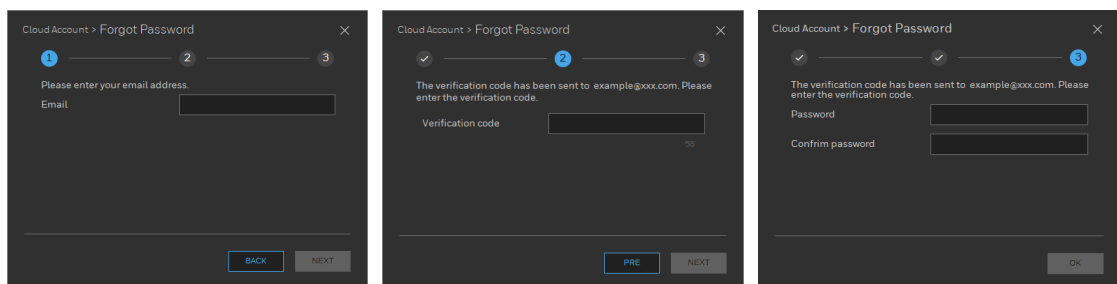 Cloud Account > Forgot Password
1 2 3
Please enter your email address.
Email
BACK NEXT
Cloud Account > Forgot Password
2 3
The verification code has been sent to example@xxx.com. Please
enter the verification code.
Verification code
58
PRE NEXT
Cloud Account > Forgot Password
3
The verification code has been sent to example@xxx.com. Please
enter the verification code.
Password
Confrim password
OK